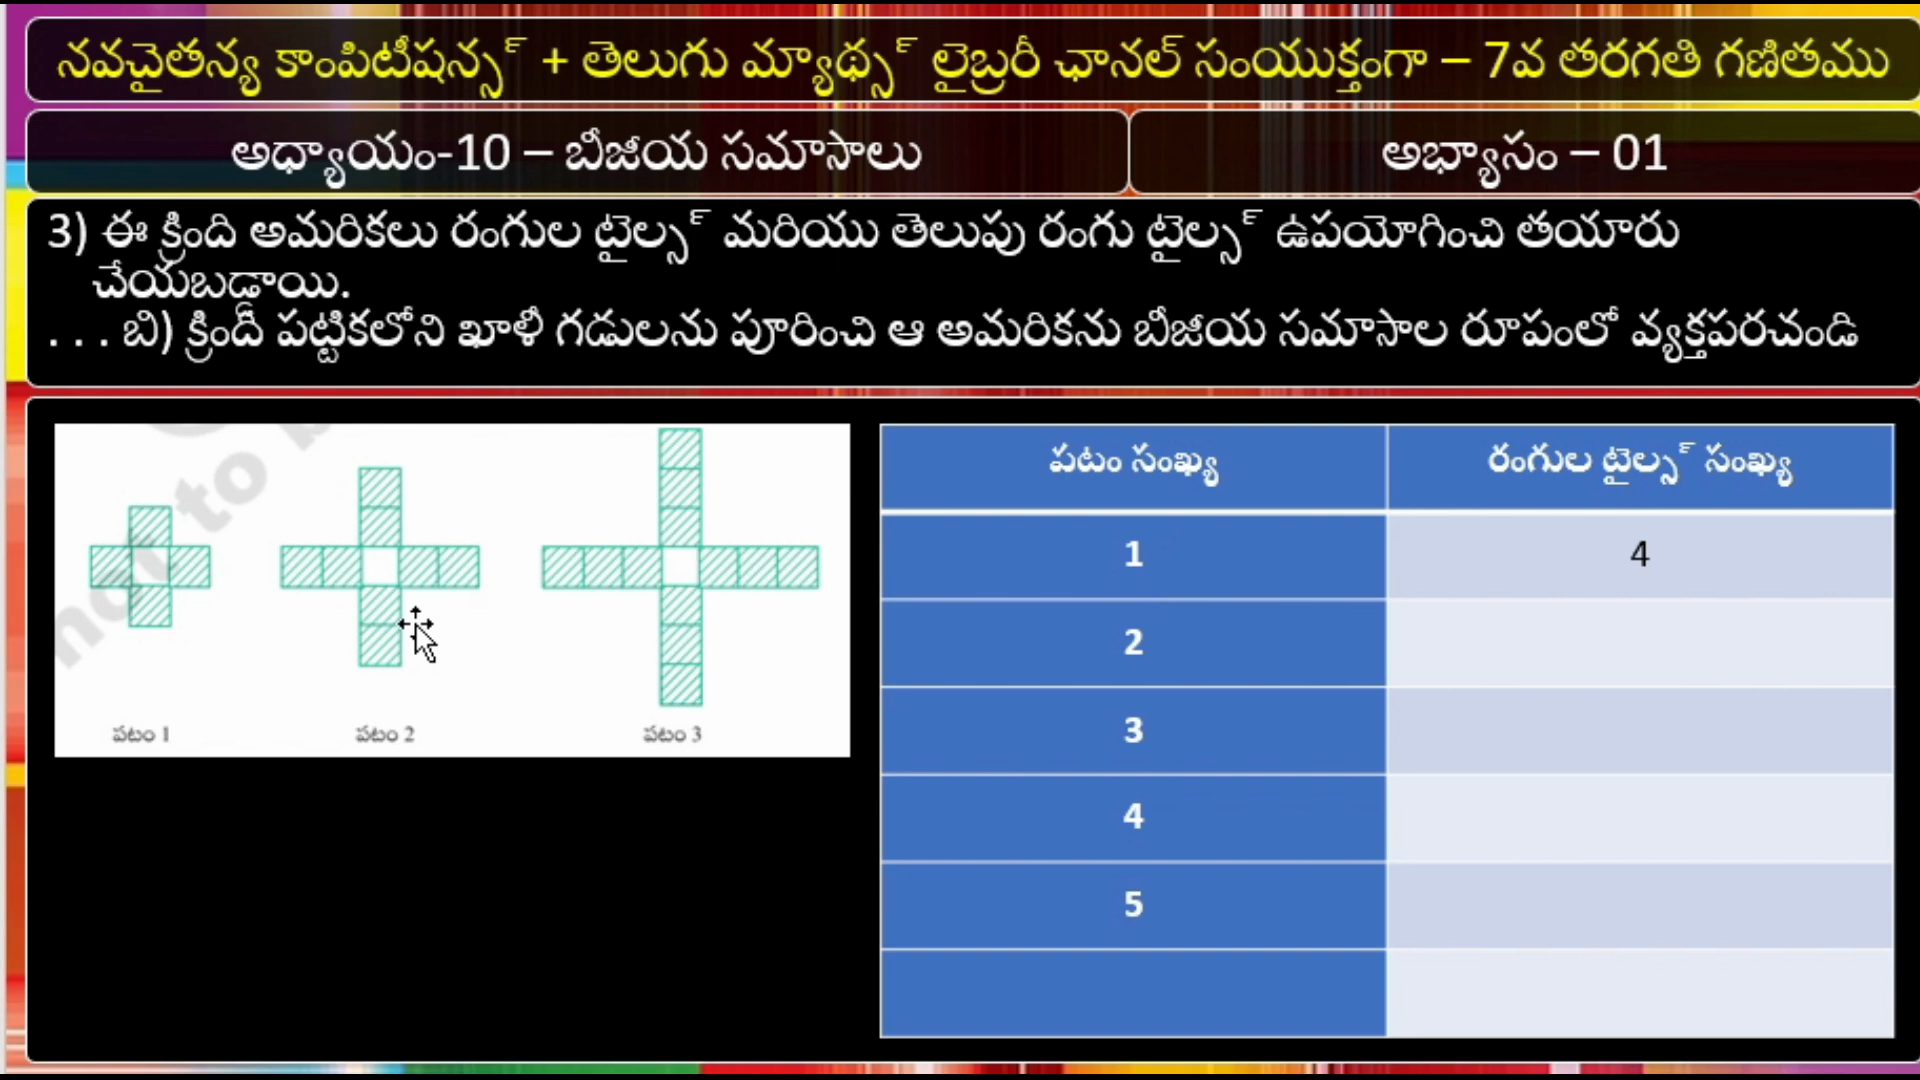 నవచైతన్య కాంపిటీషన్స్ + తెలుగు మ్యాథ్స్ లైబ్రరీ ఛానల్ సంయుక్తంగా – 7వ తరగతి గణితము
అధ్యాయం-10 – బీజీయ సమాసాలు
అభ్యాసం – 01
3) ఈ క్రింది అమరికలు రంగుల టైల్స్ మరియు తెలుపు రంగు టైల్స్ ఉపయోగించి తయారు
చేయబడ్డాయి.
. . . బి) క్రింది పట్టికలోని ఖాళీ గడులను పూరించి ఆ అమరికను బీజీయ సమాసాల రూపంలో వ్యక్తపరచండి
not to b
పటం 1 పటం 2 పటం 3
పటం సంఖ్య రంగుల టైల్స్ సంఖ్య
1 4
2
3
4
5